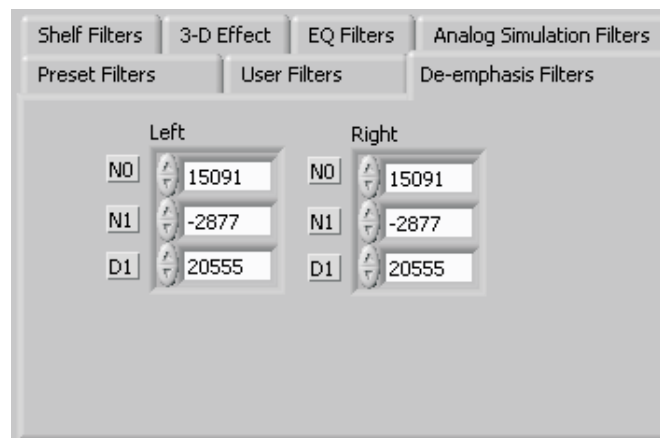 Shelf Filters 3-D Effect EQ Filters Analog Simulation Filters
Preset Filters User Filters De-emphasis Filters
Left Right
N0 15091 N0 15091
N1 -2877 N1 -2877
D1 20555 D1 20555